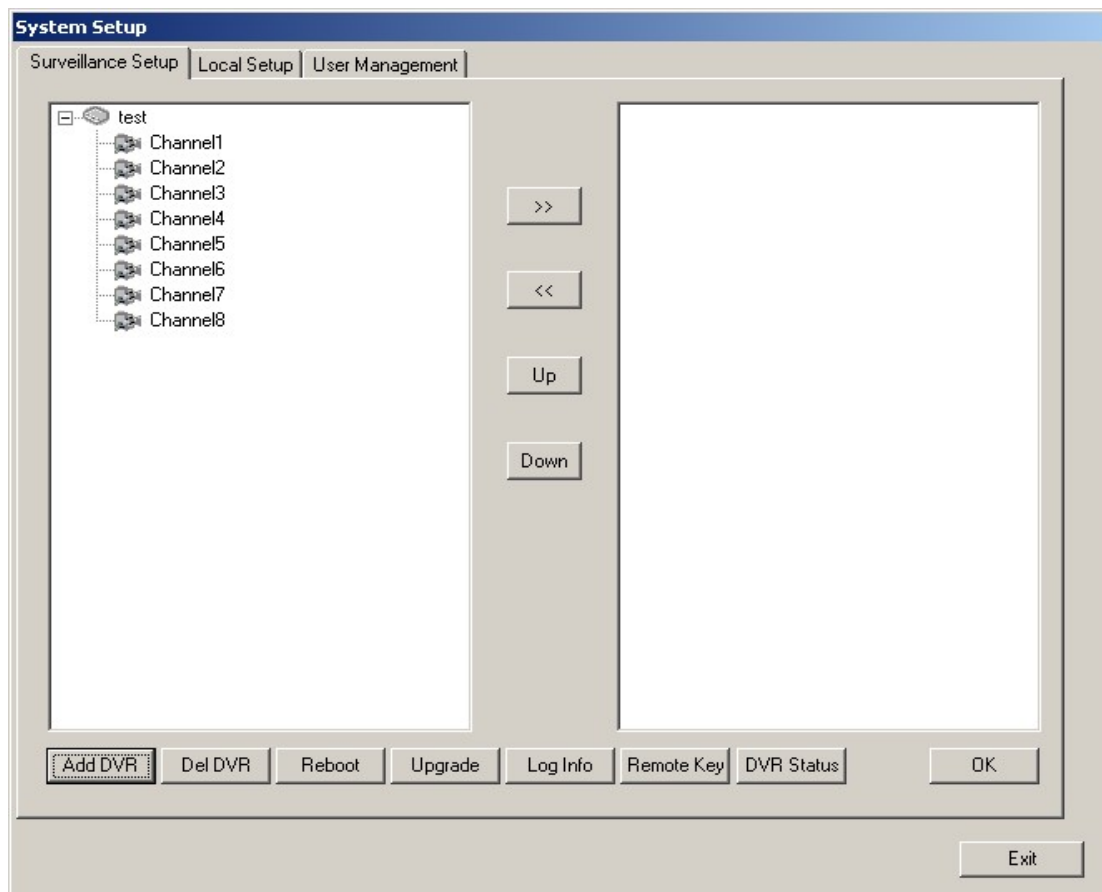 System Setup
Surveillance Setup Local Setup User Management
test
Channel1
Channel2
Channel3
Channel4
Channel5
Channel6
Channel7
Channel8
>>
<<
Up
Down
Add DVR Del DVR Reboot Upgrade Log Info Remote Key DVR Status OK
Exit